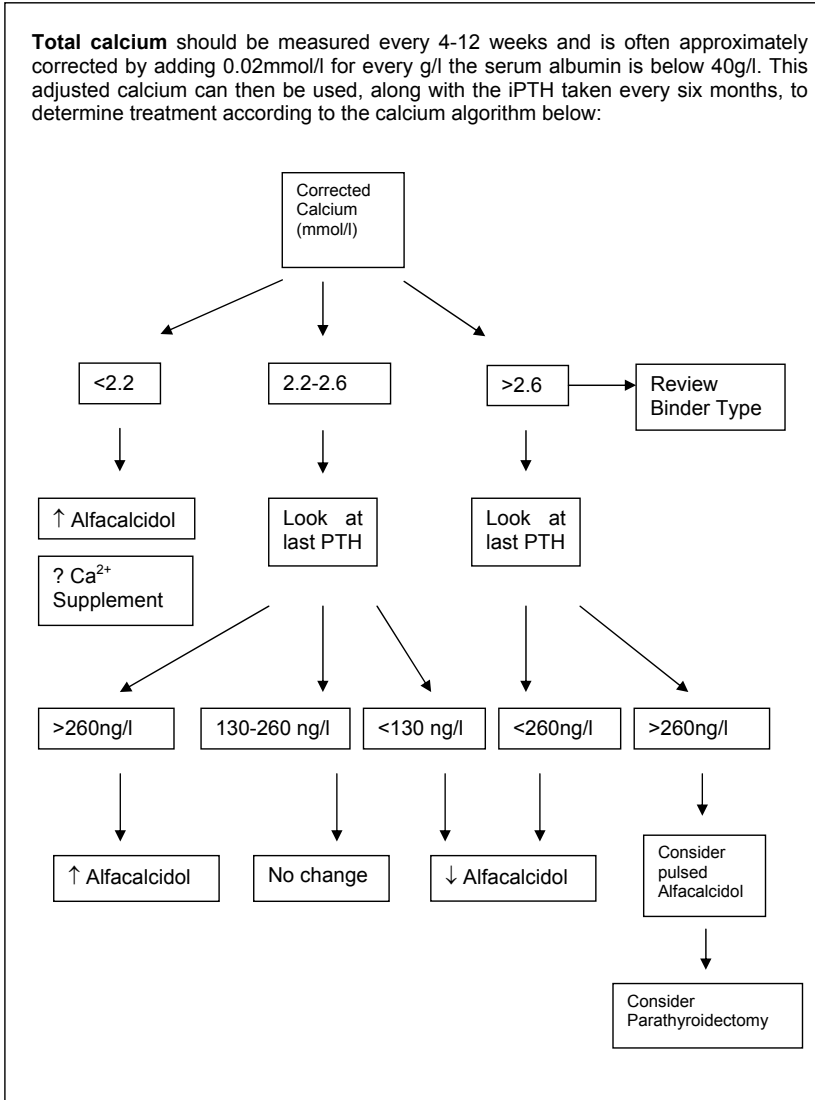 Total calcium should be measured every 4-12 weeks and is often approximately
corrected by adding 0.02mmol/l for every g/l the serum albumin is below 40g/l. This
adjusted calcium can then be used, along with the iPTH taken every six months, to
determine treatment according to the calcium algorithm below:
Corrected
Calcium
(mmol/l)
<2.2
2.2-2.6
>2.6
Review
Binder Type
↑ Alfacalcidol
? Ca²⁺
Supplement
Look at
last PTH
Look at
last PTH
>260ng/l
130-260 ng/l
<130 ng/l
<260ng/l
>260ng/l
↑ Alfacalcidol
No change
↓ Alfacalcidol
Consider
pulsed
Alfacalcidol
Consider
Parathyroidectomy